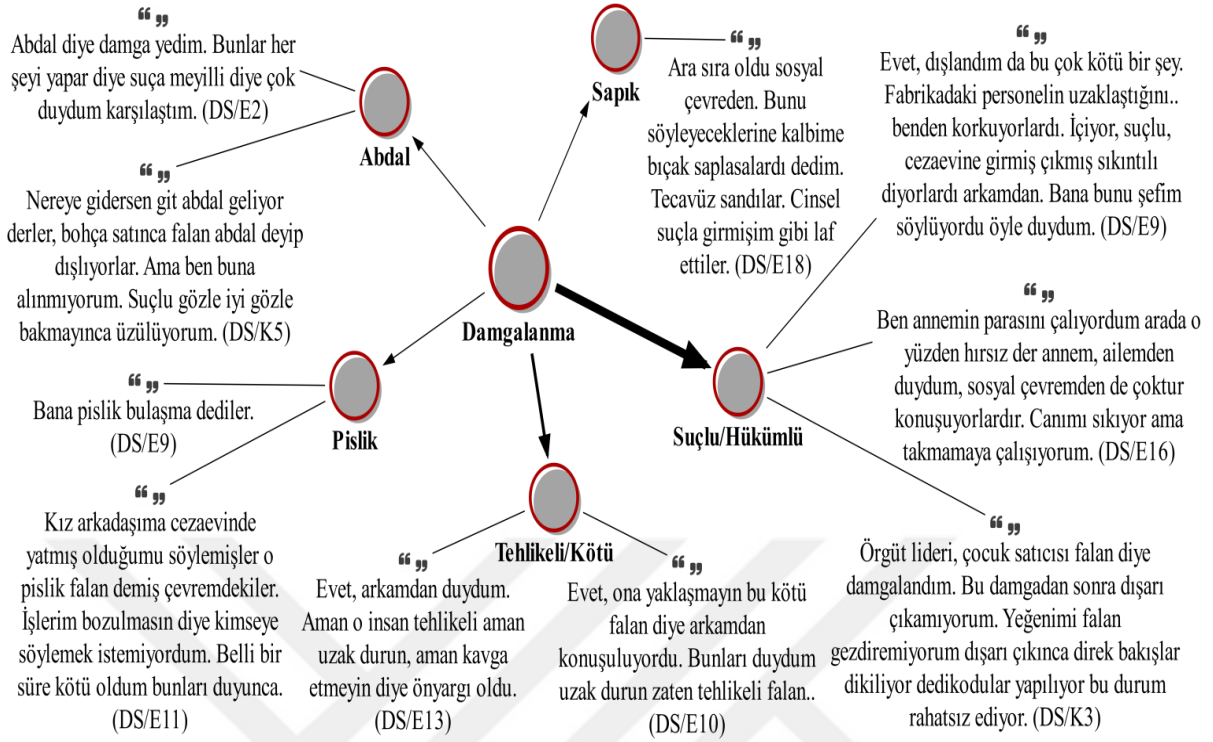 Abdal diye damga yedim. Bunlar her
şeyi yapar diye suça meyilli diye çok
duydum karşılaştım. (DS/E2)
Abdal
Nereye gidersen git abdal geliyor
derler, bohça satınca falan abdal deyip
dışlıyorlar. Ama ben buna
alınmıyorum. Suçlu gözle iyi gözle
bakmayınca üzülüyorum. (DS/K5)
Sapık
Ara sıra oldu sosyal
çevreden. Bunu
söyleyeceklerine kalbime
bıçak saplasalardı dedim.
Tecavüz sandılar. Cinsel
suçla girmişim gibi laf
ettiler. (DS/E18)
Evet, dışlandım da bu çok kötü bir şey.
Fabrikadaki personelin uzaklaştığını..
benden korkuyorlardı. İçiyor, suçlu,
cezaevine girmiş çıkmış sıkıntılı
diyorlardı arkamdan. Bana bunu şefim
söylüyordu öyle duydum. (DS/E9)
Damgalanma
Ben annemin parasını çalıyordum arada o
yüzden hırsız der annem, ailemden
duydum, sosyal çevremden de çoktur
konuşuyorlardır. Canımı sıkıyor ama
takmamaya çalışıyorum. (DS/E16)
Suçlu/Hükümlü
Bana pislik bulaşma dediler.
(DS/E9)
Pislik
Kız arkadaşıma cezaevinde
yatmış olduğumu söylemişler o
pislik falan demiş çevremdekiler.
İşlerim bozulmasın diye kimseye
söylemek istemiyordum. Belli bir
süre kötü oldum bunları duyunca.
(DS/E11)
Tehlikeli/Kötü
Evet, arkamdan duydum.
Aman o insan tehlikeli aman
uzak durun, aman kavga
etmeyin diye önyargı oldu.
(DS/E13)
Evet, ona yaklaşmayın bu kötü
falan diye arkamdan
konuşuluyordu. Bunları duydum
uzak durun zaten tehlikeli falan..
(DS/E10)
Örgüt lideri, çocuk satıcısı falan diye
damgalandım. Bu damgadan sonra dışarı
çıkamıyorum. Yeğenimi falan
gezdiremiyorum dışarı çıkınca direk bakışlar
dikiliyor dedikodular yapılıyor bu durum
rahatsız ediyor. (DS/K3)